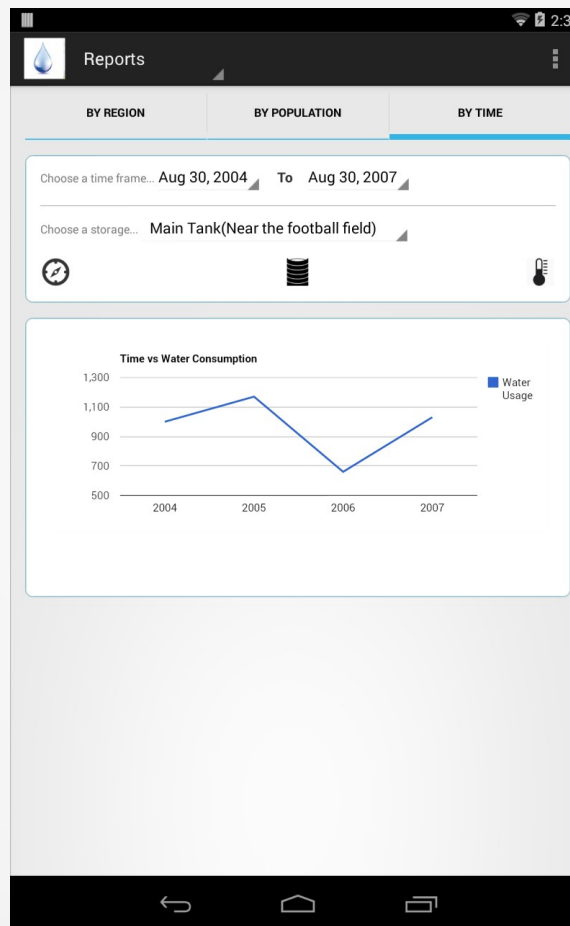 2:3
Reports
BY REGION BY POPULATION BY TIME
Choose a time frame... Aug 30, 2004 To Aug 30, 2007
Choose a storage... Main Tank(Near the football field)
Time vs Water Consumption
1,300
1,100
900
700
500
2004 2005 2006 2007
Water
Usage